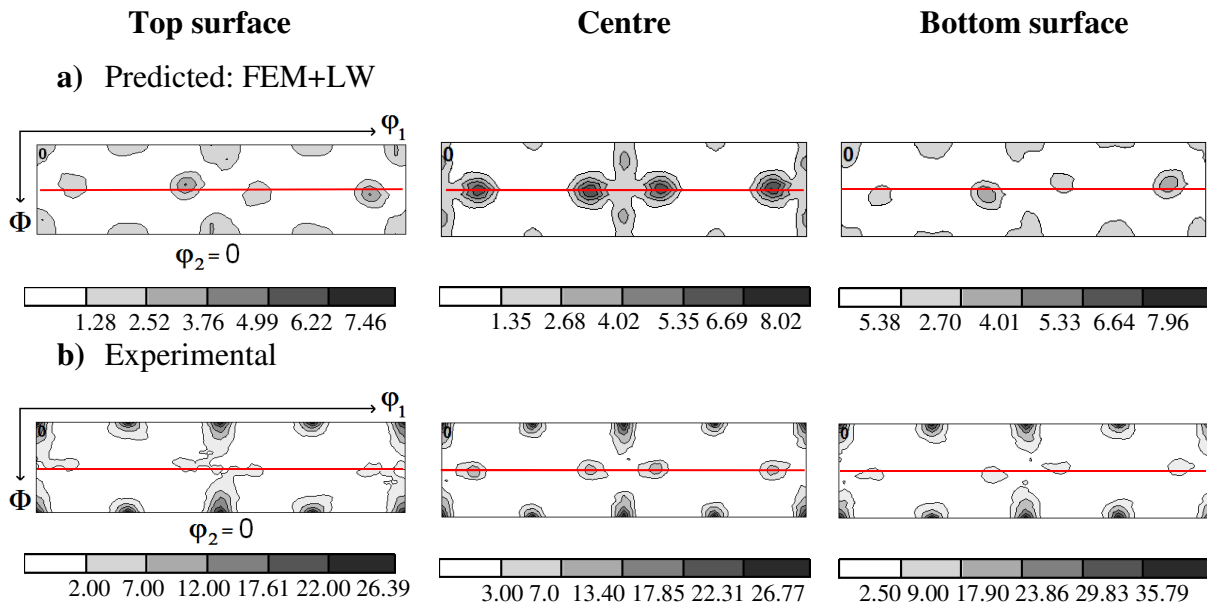 Top surface Centre Bottom surface
a) Predicted: FEM+LW
φ1
0 0 0
Φ
φ2 = 0
1.28 2.52 3.76 4.99 6.22 7.46 1.35 2.68 4.02 5.35 6.69 8.02 5.38 2.70 4.01 5.33 6.64 7.96
b) Experimental
φ1
0 0 0
Φ
φ2 = 0
2.00 7.00 12.00 17.61 22.00 26.39 3.00 7.0 13.40 17.85 22.31 26.77 2.50 9.00 17.90 23.86 29.83 35.79